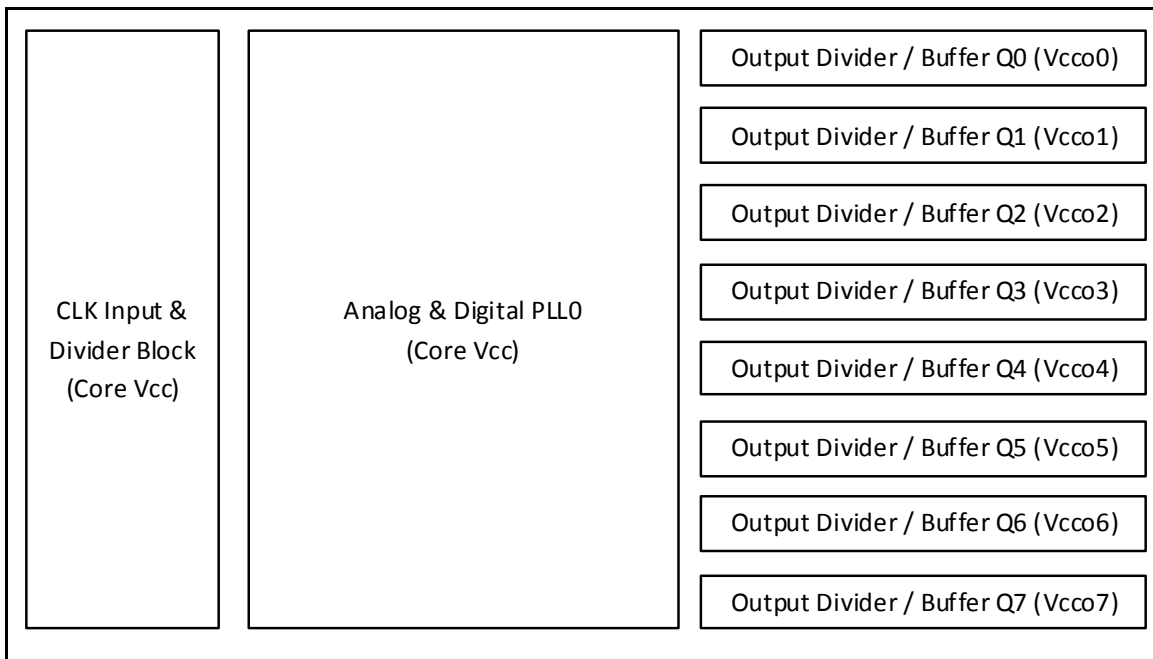 CLK Input &
Divider Block
(Core Vcc)
Analog & Digital PLL0
(Core Vcc)
Output Divider / Buffer Q0 (Vcco0)
Output Divider / Buffer Q1 (Vcco1)
Output Divider / Buffer Q2 (Vcco2)
Output Divider / Buffer Q3 (Vcco3)
Output Divider / Buffer Q4 (Vcco4)
Output Divider / Buffer Q5 (Vcco5)
Output Divider / Buffer Q6 (Vcco6)
Output Divider / Buffer Q7 (Vcco7)